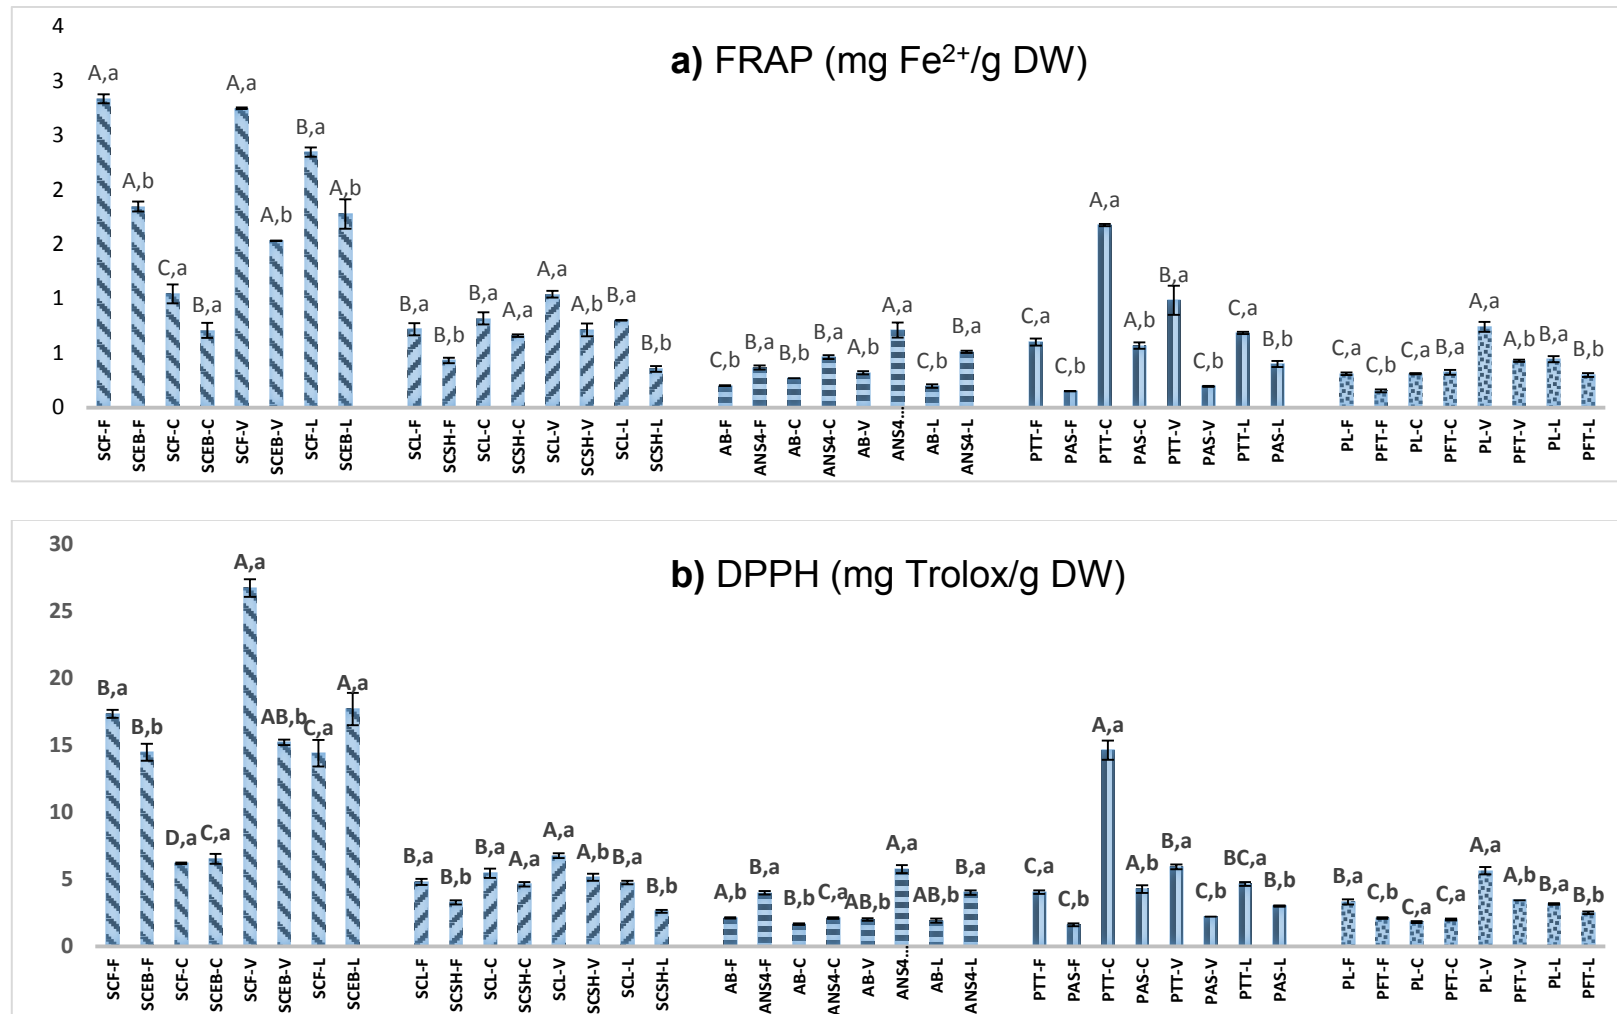 a) FRAP (mg Fe²⁺/g DW)
4
3
3
2
2
1
1
0
A,a A,b C,a B,a A,a A,b B,a A,b
B,a B,b B,a A,a A,a A,b B,a B,b
C,b B,a B,b B,a A,b A,a C,b B,a
C,a C,b A,a A,b B,a C,b C,a B,b
C,a C,b C,a B,a A,a A,b B,a B,b
SCF-F SCEB-F SCF-C SCEB-C SCF-V SCEB-V SCF-L SCEB-L
SCL-F SCSH-F SCL-C SCSH-C SCL-V SCSH-V SCL-L SCSH-L
AB-F ANS4-F AB-C ANS4-C AB-V ANS4... AB-L ANS4-L
PTT-F PAS-F PTT-C PAS-C PTT-V PAS-V PTT-L PAS-L
PL-F PFT-F PL-C PFT-C PL-V PFT-V PL-L PFT-L
b) DPPH (mg Trolox/g DW)
30
25
20
15
10
5
0
B,a B,b D,a C,a A,a AB,b C,a A,a
B,a B,b B,a A,a A,a A,b B,a B,b
A,b B,a B,b C,a AB,b A,a AB,b B,a
C,a C,b A,a A,b B,a C,b BC,a B,b
B,a C,b C,a C,a A,a A,b B,a B,b
SCF-F SCEB-F SCF-C SCEB-C SCF-V SCEB-V SCF-L SCEB-L
SCL-F SCSH-F SCL-C SCSH-C SCL-V SCSH-V SCL-L SCSH-L
AB-F ANS4-F AB-C ANS4-C AB-V ANS4... AB-L ANS4-L
PTT-F PAS-F PTT-C PAS-C PTT-V PAS-V PTT-L PAS-L
PL-F PFT-F PL-C PFT-C PL-V PFT-V PL-L PFT-L